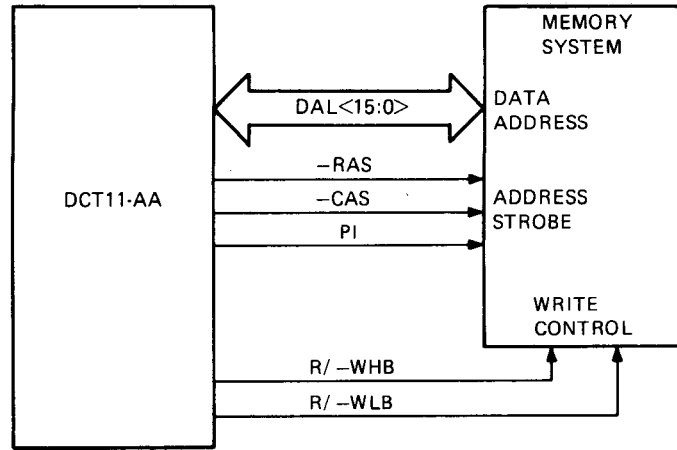 MEMORY
SYSTEM
DAL<15:0>
DATA
ADDRESS
DCT11-AA
−RAS
−CAS
PI
ADDRESS
STROBE
WRITE
CONTROL
R/ −WHB
R/ −WLB